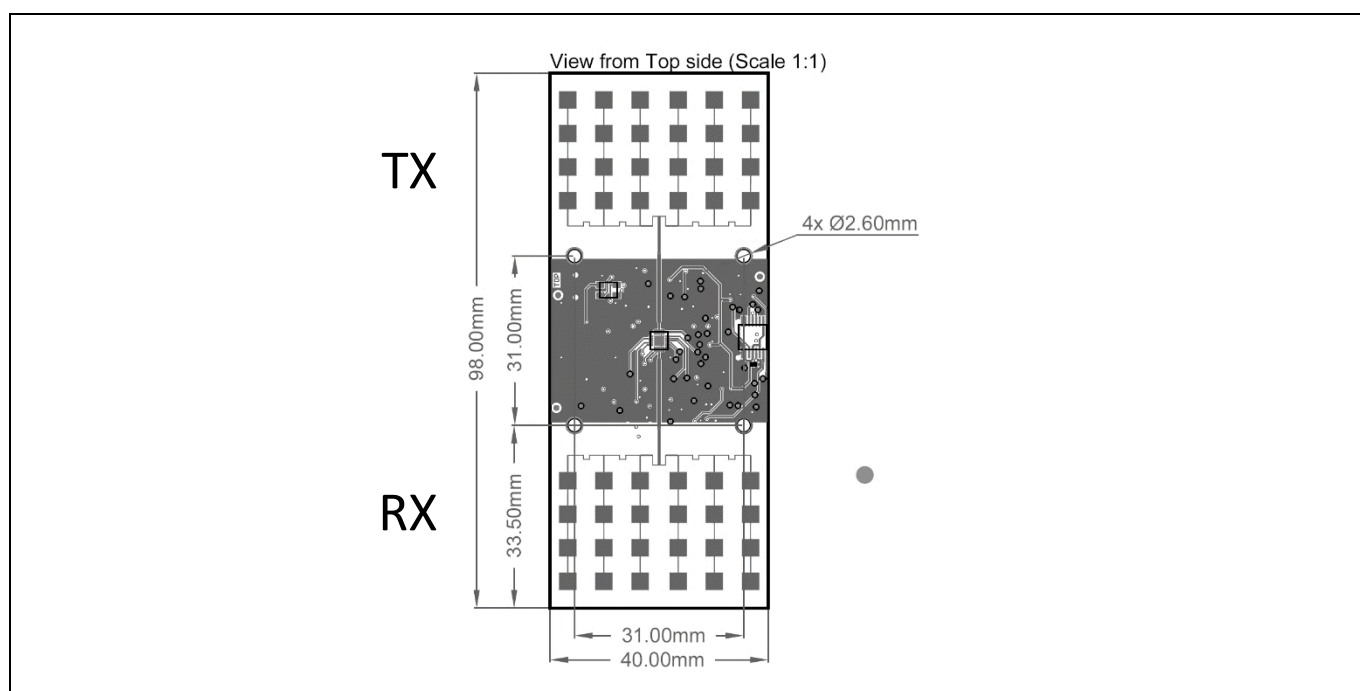 View from Top side (Scale 1:1)
TX
4x Ø2.60mm
TOP
98.00mm
31.00mm
33.50mm
RX
31.00mm
40.00mm